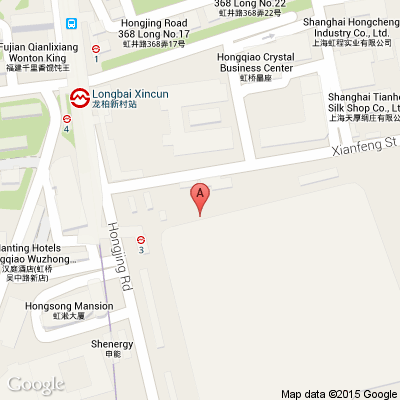 368 Long No.22
虹井路368弄22号
Hongjing Road
368 Long No.17
虹井路368弄17号
Shanghai Hongcheng
Industry Co., Ltd.
上海虹程实业有限公司
Fujian Qianlixiang
Wonton King
福建千里香馄饨王
1
Hongqiao Crystal
Business Center
虹桥星座
Longbai Xincun
龙柏新村站
4
Shanghai Tianho
Silk Shop Co., Lt
上海天厚绸庄有限公
Xianfeng St
A
Hongjing Rd
3
Hanting Hotels
ngqiao Wuzhong...
汉庭酒店(虹桥
吴中路新店)
Hongsong Mansion
虹淞大厦
Shenergy
申能
Google
Map data ©2015 Google